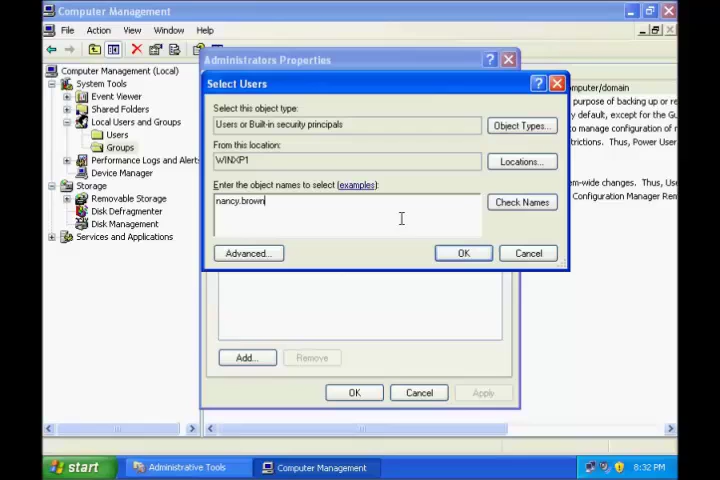 Computer Management
File Action View Window Help
Computer Management (Local)
System Tools
Event Viewer
Shared Folders
Local Users and Groups
Users
Groups
Performance Logs and Alerts
Device Manager
Storage
Removable Storage
Disk Defragmenter
Disk Management
Services and Applications
Administrators Properties
Select Users
Select this object type:
Users or Built-in security principals
Object Types...
From this location:
WINXP1
Locations...
Enter the object names to select (examples):
nancy.brown
Check Names
Advanced...
OK
Cancel
Add...
Remove
OK
Cancel
Apply
computer/domain
purpose of backing up or re
y default, except for the Gu
to manage configuration of n
trictions. Thus, Power User
em-wide changes. Thus, Us
Configuration Manager Rem
start
Administrative Tools
Computer Management
8:32 PM